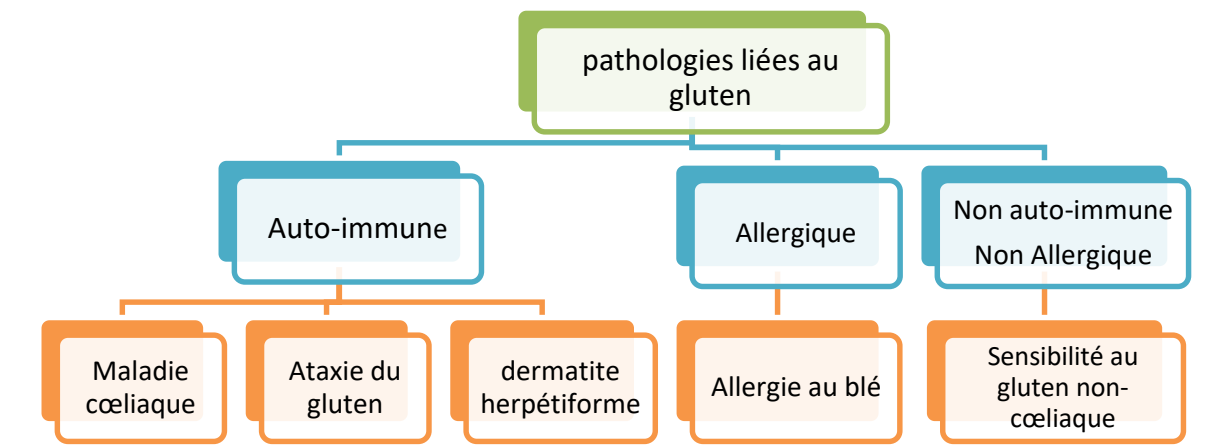 pathologies liées au
gluten
Auto-immune
Allergique
Non auto-immune
Non Allergique
Maladie
cœliaque
Ataxie du
gluten
dermatite
herpétiforme
Allergie au blé
Sensibilité au
gluten non-
cœliaque